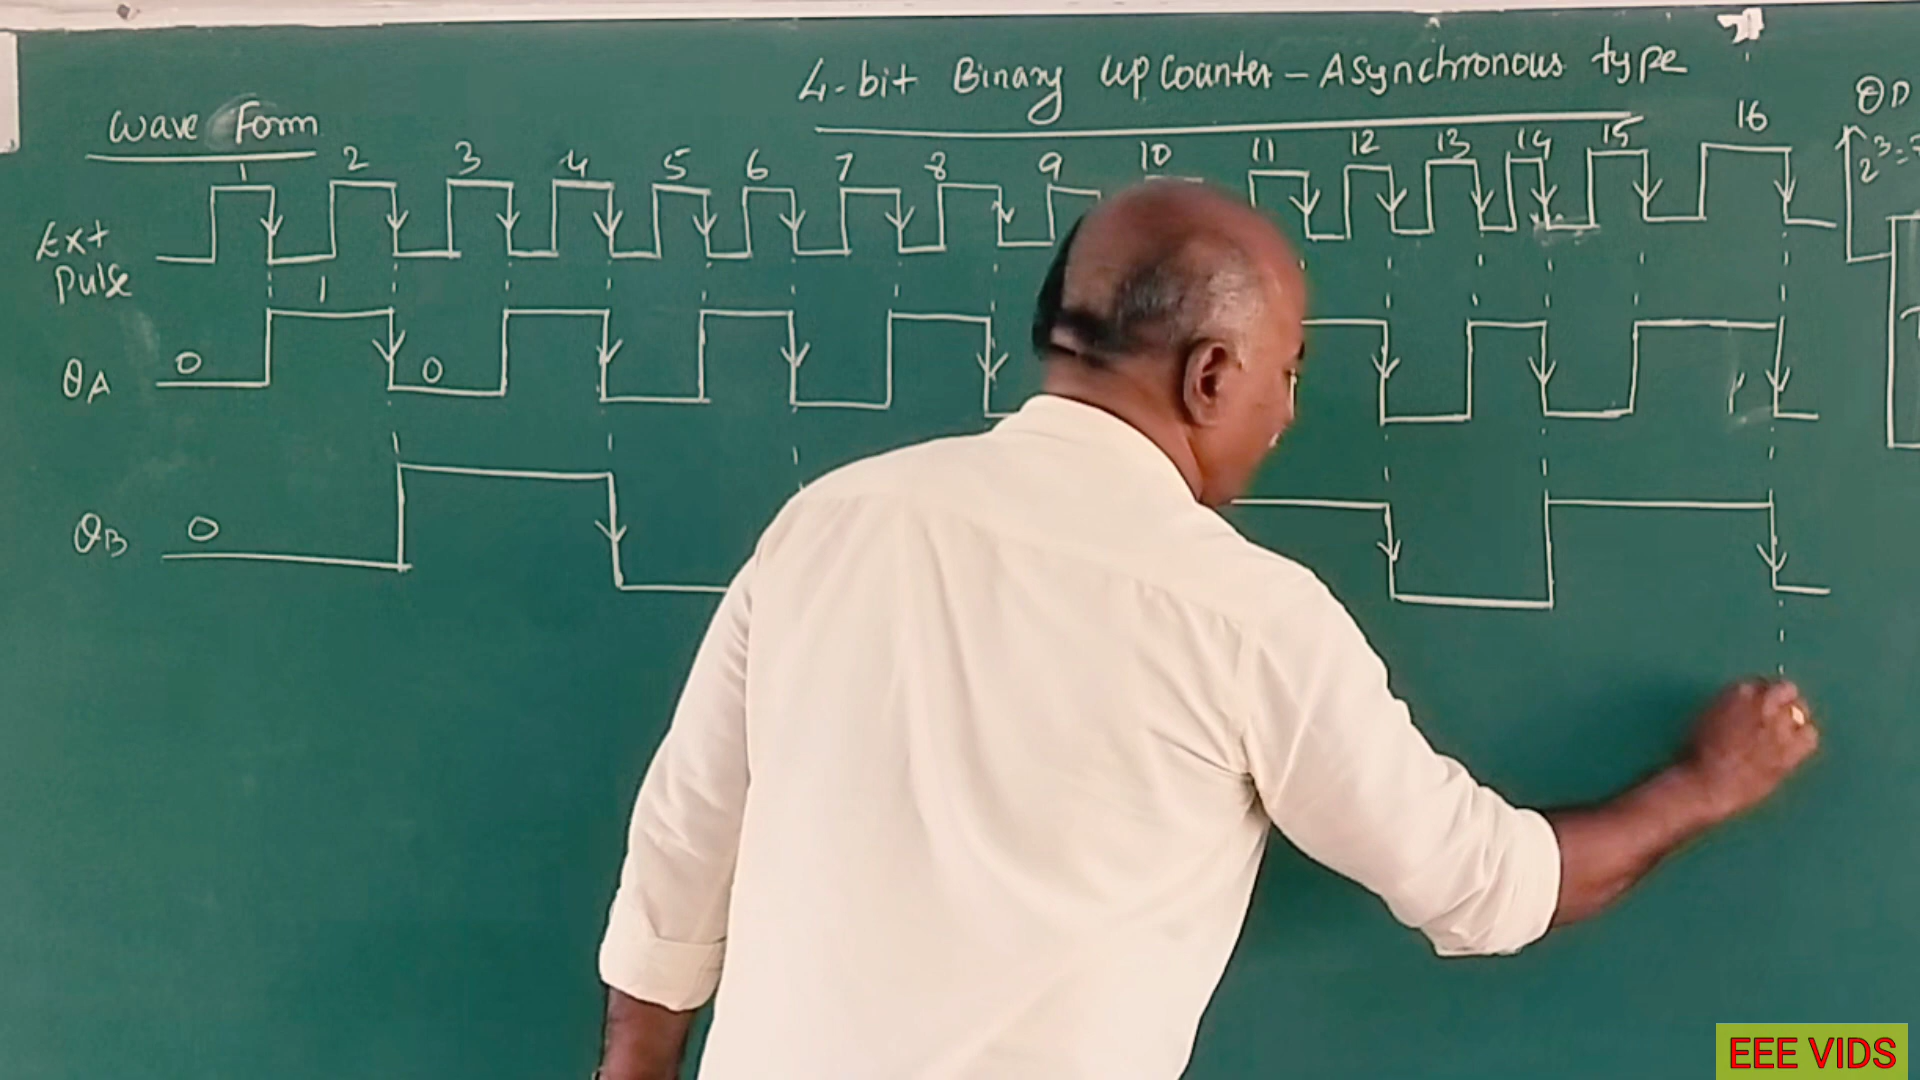 4-bit Binary up Counter - Asynchronous type
Wave Form
1 2 3 4 5 6 7 8 9 10 11 12 13 14 15 16
QD
2³=
Ext
Pulse
1
QA 0 0
QB 0
EEE VIDS